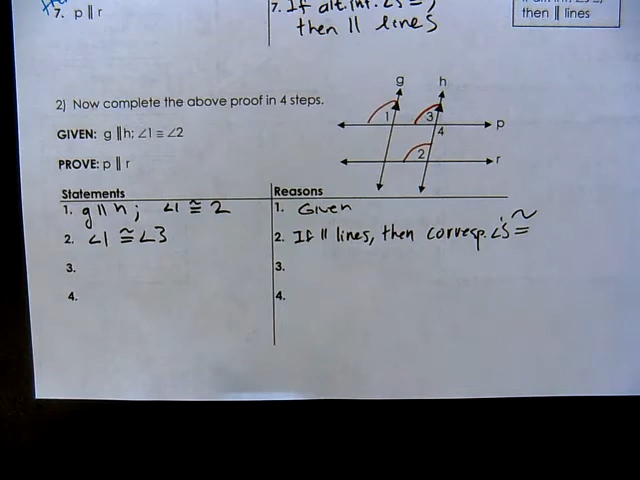 7. p ∥ r
7. If alt. int. ∠s ≅,
then ∥ lines
then ∥ lines
2) Now complete the above proof in 4 steps.
GIVEN: g ∥ h; ∠1 ≅ ∠2
PROVE: p ∥ r
g h
1 3 p
4
2 r
Statements Reasons
1. g ∥ h; ∠1 ≅ 2 1. Given
2. ∠1 ≅ ∠3 2. If ∥ lines, then corresp. ∠'s ≅
3. 3.
4. 4.